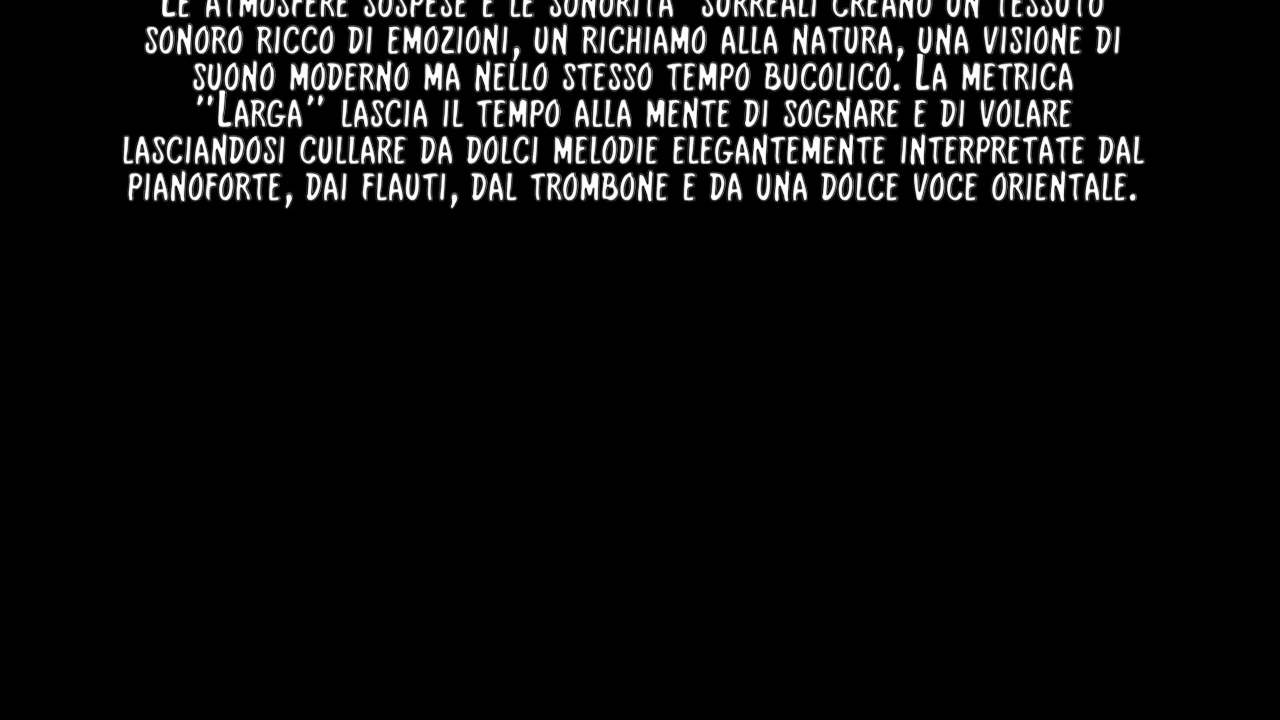 Le atmosfere sospese e le sonorita' surreali creano un tessuto
sonoro ricco di emozioni, un richiamo alla natura, una visione di
suono moderno ma nello stesso tempo bucolico. La metrica
"Larga" lascia il tempo alla mente di sognare e di volare
lasciandosi cullare da dolci melodie elegantemente interpretate dal
pianoforte, dai flauti, dal trombone e da una dolce voce orientale.